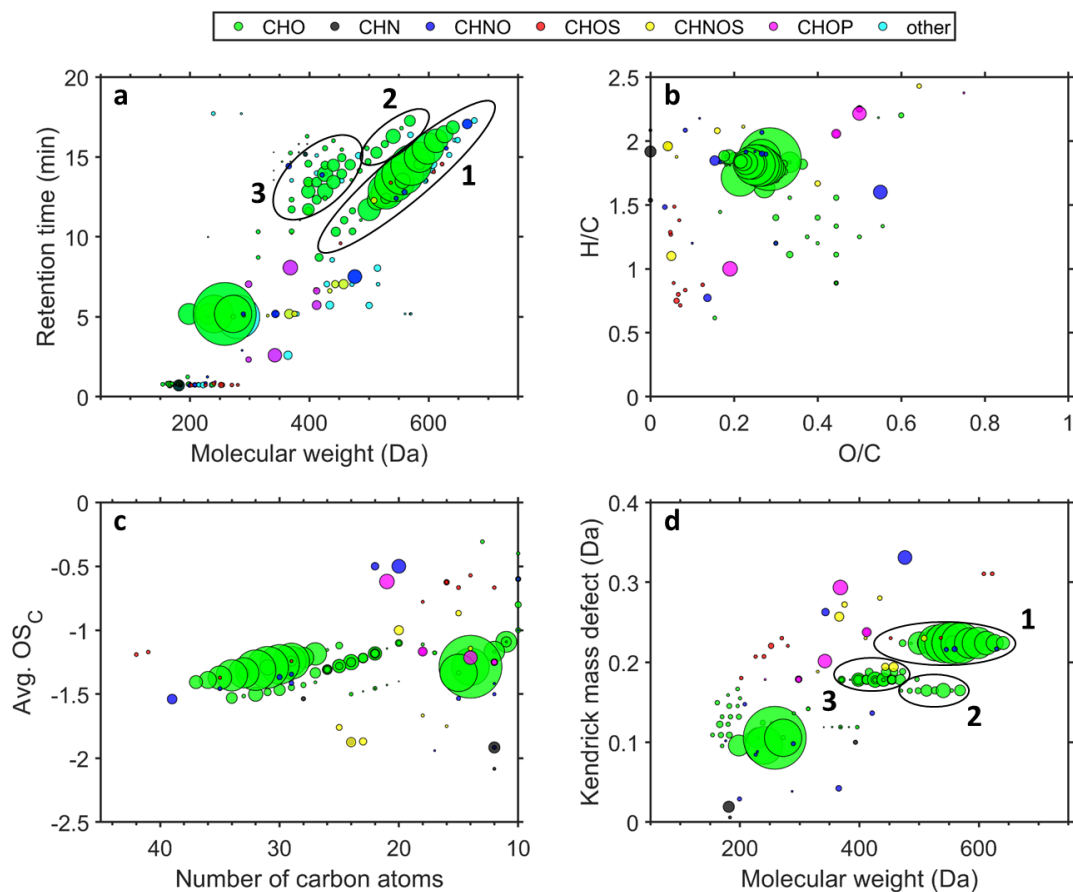 CHO CHN CHNO CHOS CHNOS CHOP other
a
2
1
3
20
15
10
5
0
Retention time (min)
200 400 600
Molecular weight (Da)
b
2.5
2
1.5
1
0.5
0
H/C
0 0.2 0.4 0.6 0.8 1
O/C
c
0
-0.5
-1
-1.5
-2
-2.5
Avg. OSC
40 30 20 10
Number of carbon atoms
d
1
3
2
0.4
0.3
0.2
0.1
0
Kendrick mass defect (Da)
200 400 600
Molecular weight (Da)